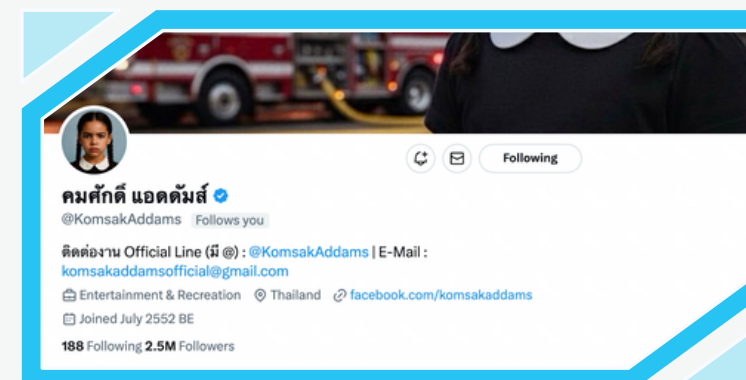 Following
คมศักดิ์ แอดดัมส์
@KomsakAddams Follows you
ติดต่องาน Official Line (มี @) : @KomsakAddams | E-Mail :
komsakaddamsofficial@gmail.com
Entertainment & Recreation Thailand facebook.com/komsakaddams
Joined July 2552 BE
188 Following 2.5M Followers